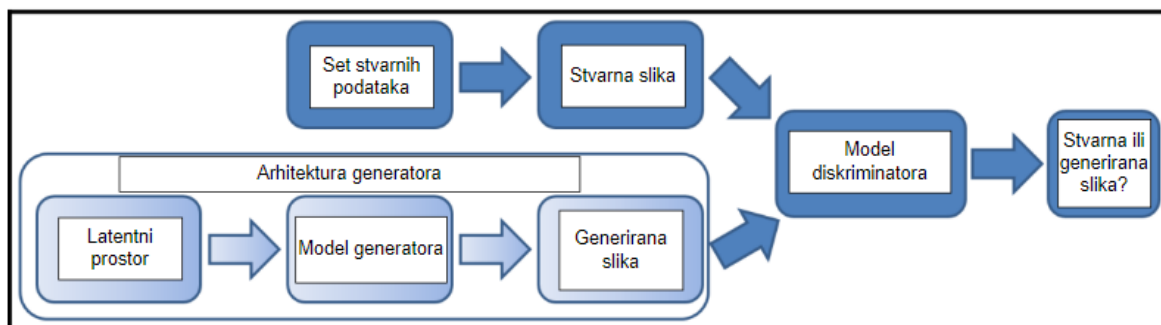 Set stvarnih
podataka
Stvarna slika
Model
diskriminatora
Stvarna ili
generirana
slika?
Arhitektura generatora
Latentni
prostor
Model generatora
Generirana
slika